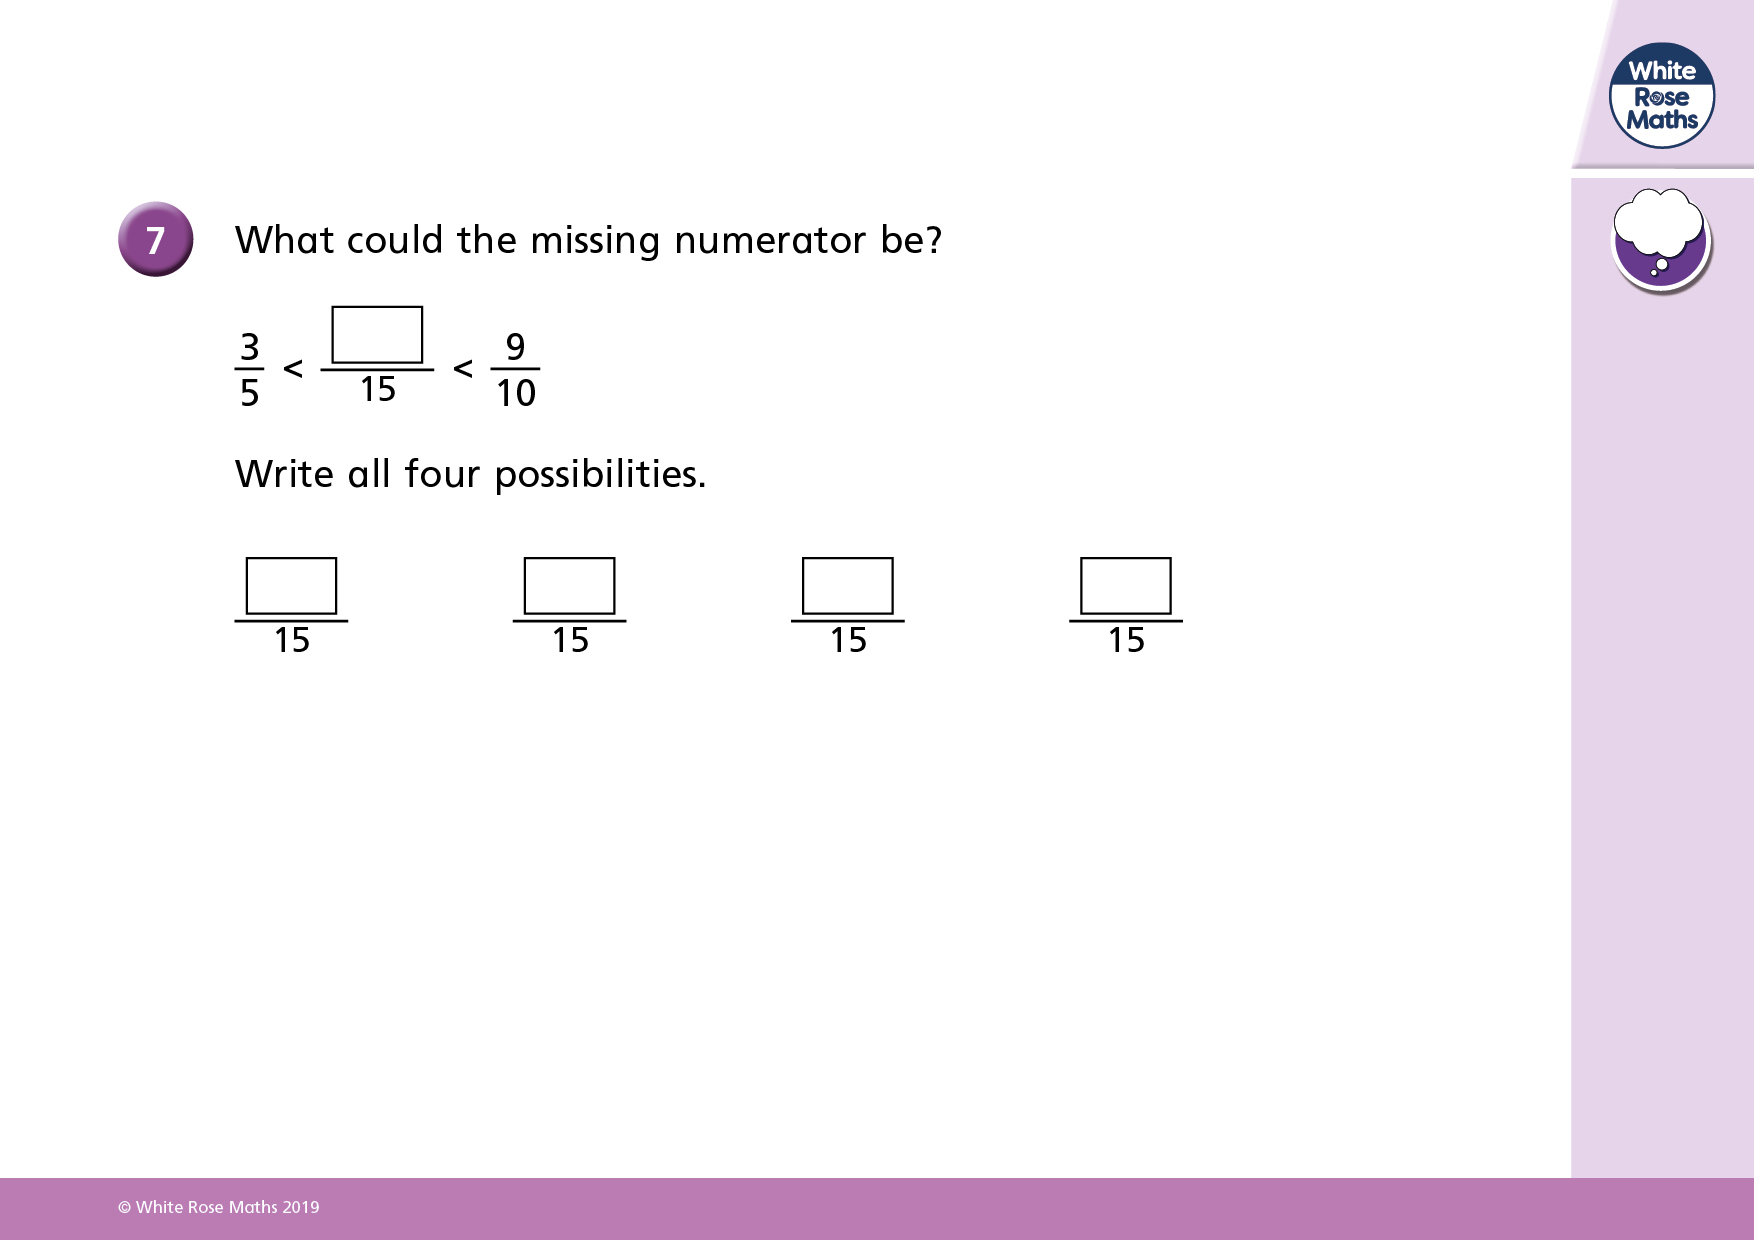 White
Rose
Maths
7 What could the missing numerator be?
3/5 < □/15 < 9/10
Write all four possibilities.
□/15 □/15 □/15 □/15
© White Rose Maths 2019